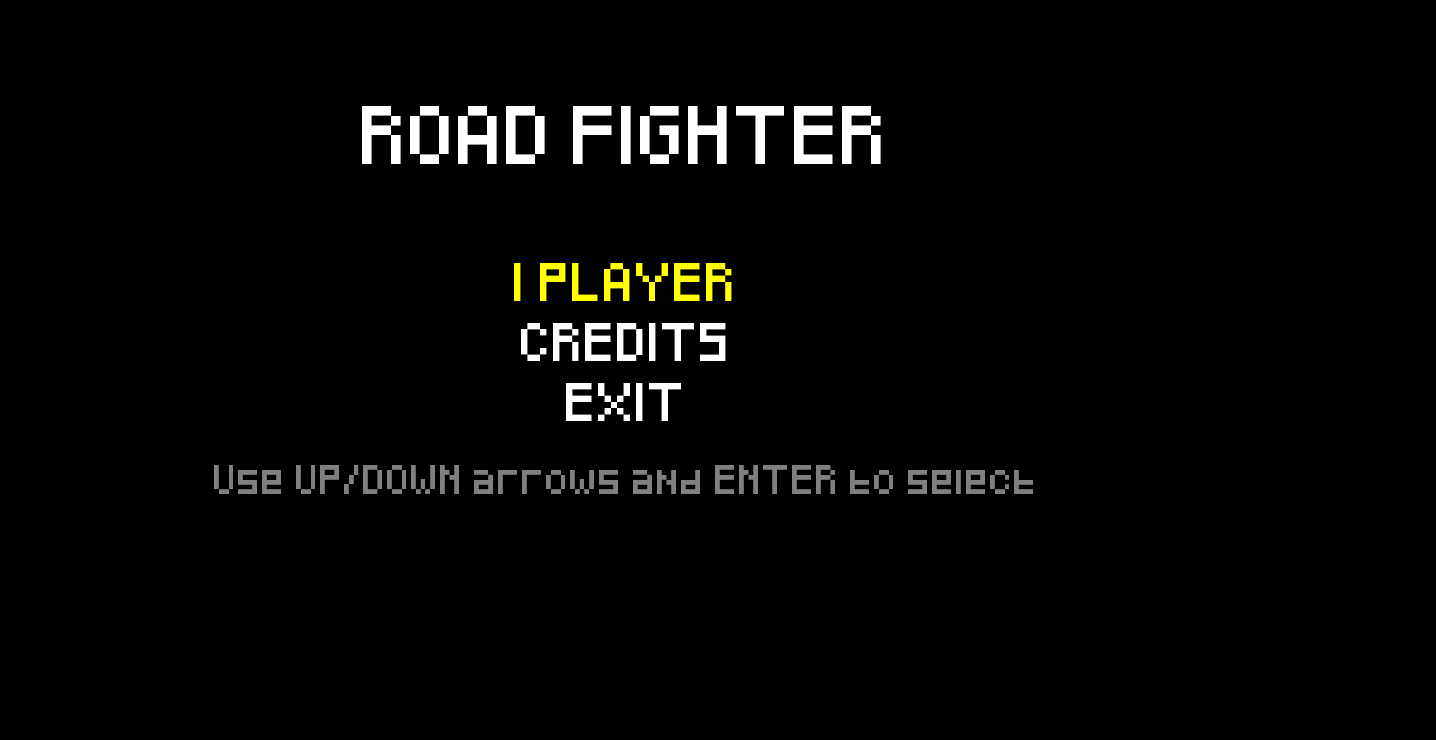 ROAD FIGHTER
1 PLAYER
CREDITS
EXIT
Use UP/DOWN arrows and ENTER to select